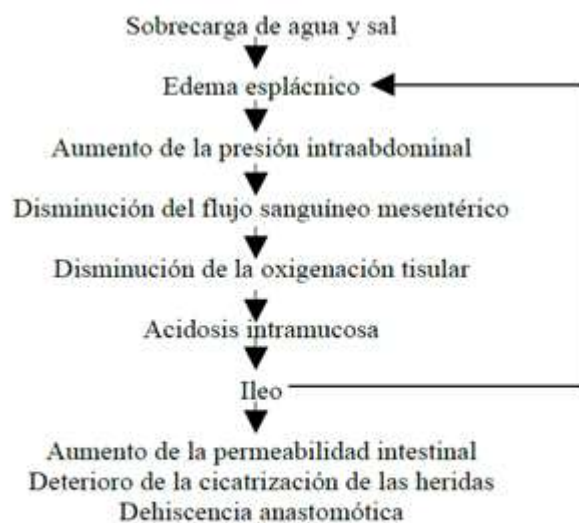 Sobrecarga de agua y sal
Edema esplácnico
Aumento de la presión intraabdominal
Disminución del flujo sanguíneo mesentérico
Disminución de la oxigenación tisular
Acidosis intramucosa
Ileo
Aumento de la permeabilidad intestinal
Deterioro de la cicatrización de las heridas
Dehiscencia anastomótica